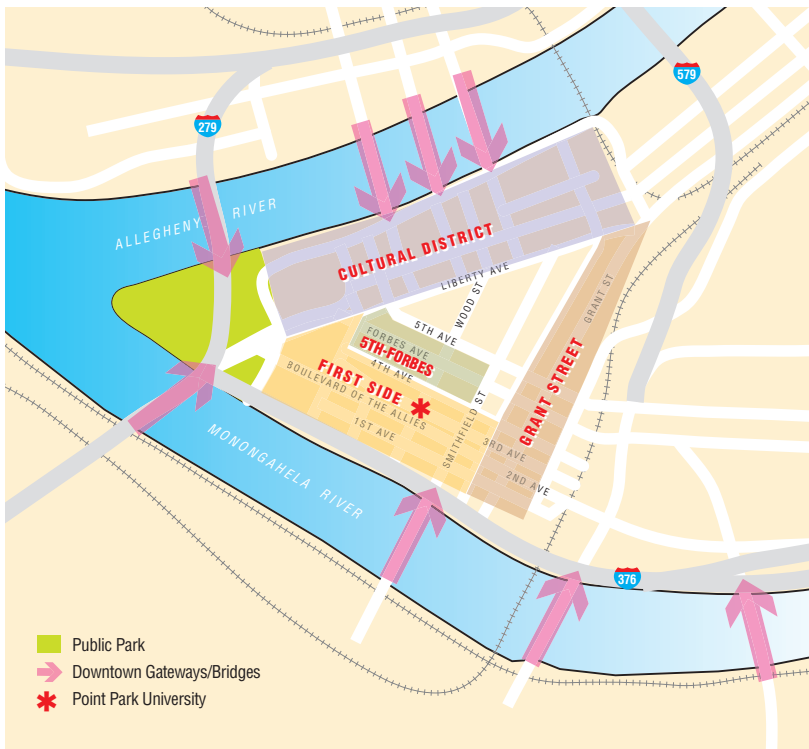 579
279
ALLEGHENY RIVER
CULTURAL DISTRICT
LIBERTY AVE
WOOD ST
GRANT ST
5TH AVE
FORBES AVE
5TH-FORBES
4TH AVE
FIRST SIDE
BOULEVARD OF THE ALLIES
GRANT STREET
SMITHFIELD ST
1ST AVE
3RD AVE
2ND AVE
MONONGAHELA RIVER
376
Public Park
Downtown Gateways/Bridges
Point Park University